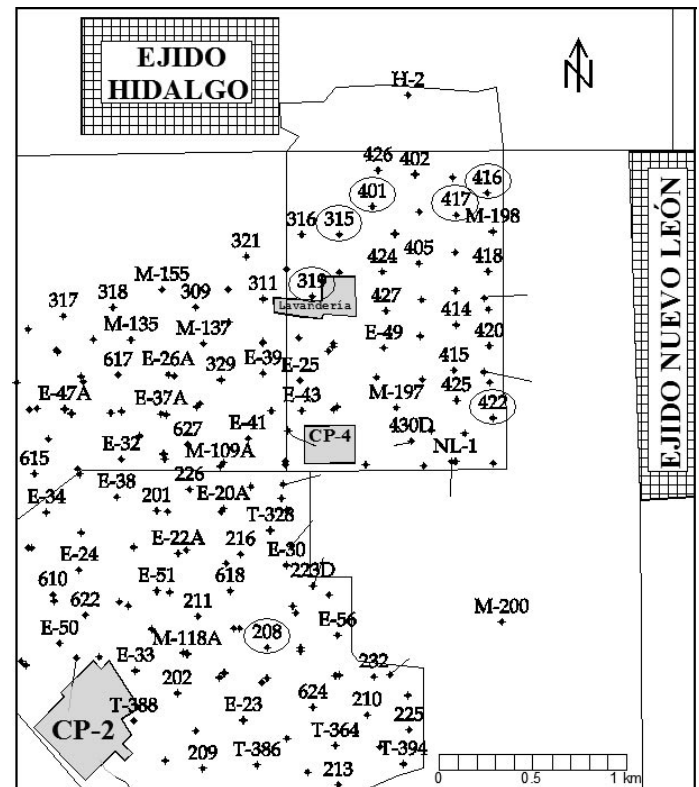 EJIDO
HIDALGO
N
H-2
426 402
401 416
417
315 M-198
316
321 424 405 418
M-155 319
317 318 309 311 Lavandería
427 414
M-135 M-137 E-49 420
617 E-26A 329 E-39 E-25 415
E-47A E-37A E-43 M-197 425 422
E-41 CP-4 430D
E-32 627 M-109A NL-1
615
E-34 E-38 201 226 E-20A
T-328
E-24 E-22A 216 E-30
223D
610 E-51 618
622 211 E-56 M-200
E-50 M-118A 208
E-33 202 232
CP-2 T-388 E-23 624 210 225
209 T-386 T-364 T-394
213
0 0.5 1 km
EJIDO NUEVO LEÓN